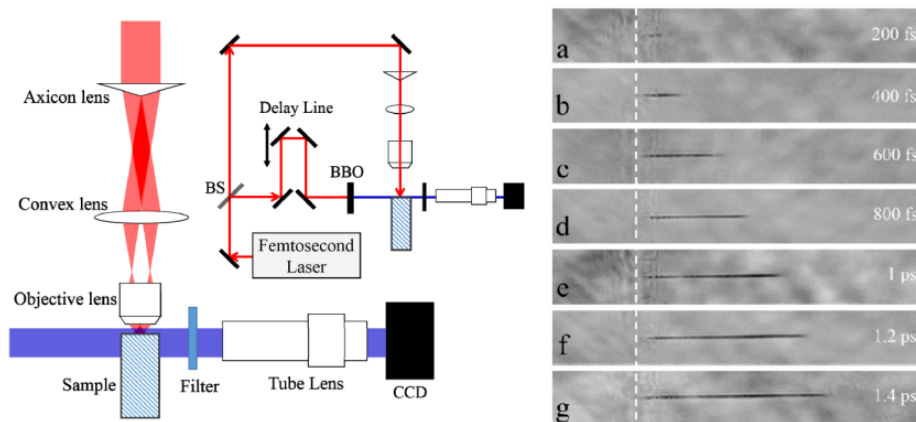 Axicon lens
Convex lens
Objective lens
Sample
Filter
Tube Lens
CCD
Delay Line
BS
BBO
Femtosecond
Laser
a
200 fs
b
400 fs
c
600 fs
d
800 fs
e
1 ps
f
1.2 ps
g
1.4 ps